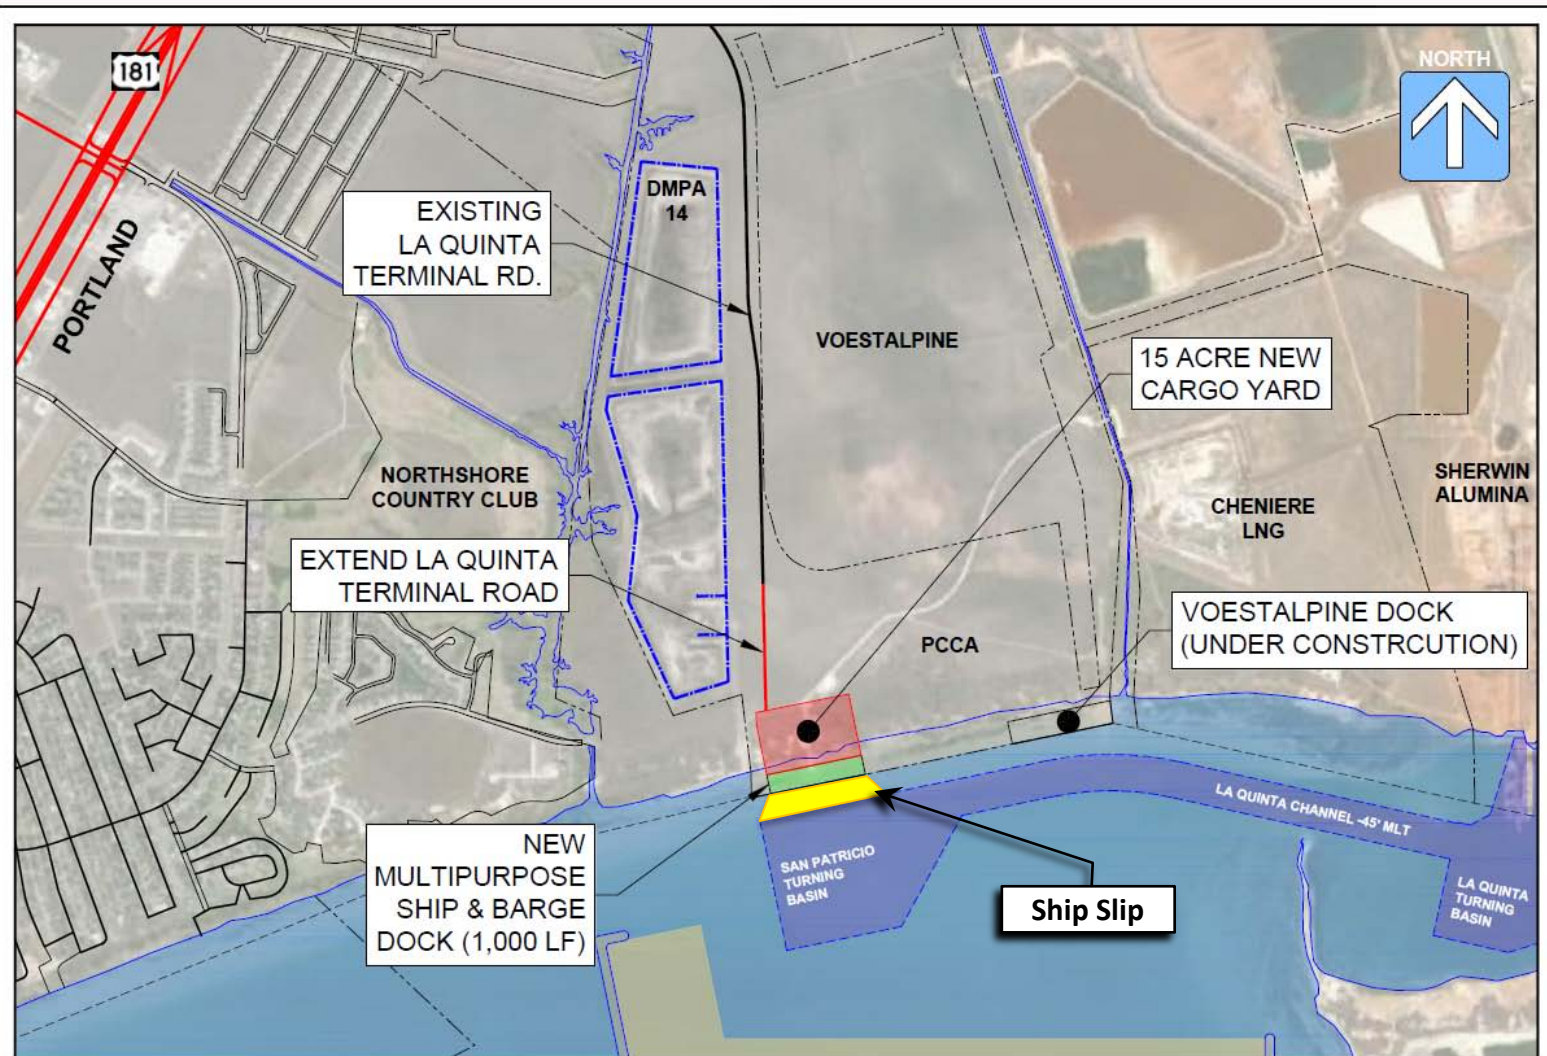 NORTH
181
PORTLAND
EXISTING
LA QUINTA
TERMINAL RD.
DMPA
14
VOESTALPINE
15 ACRE NEW
CARGO YARD
NORTHSHORE
COUNTRY CLUB
CHENIERE
LNG
SHERWIN
ALUMINA
EXTEND LA QUINTA
TERMINAL ROAD
PCCA
VOESTALPINE DOCK
(UNDER CONSTRCUTION)
LA QUINTA CHANNEL -45' MLT
NEW
MULTIPURPOSE
SHIP & BARGE
DOCK (1,000 LF)
SAN PATRICIO
TURNING
BASIN
Ship Slip
LA QUINTA
TURNING
BASIN